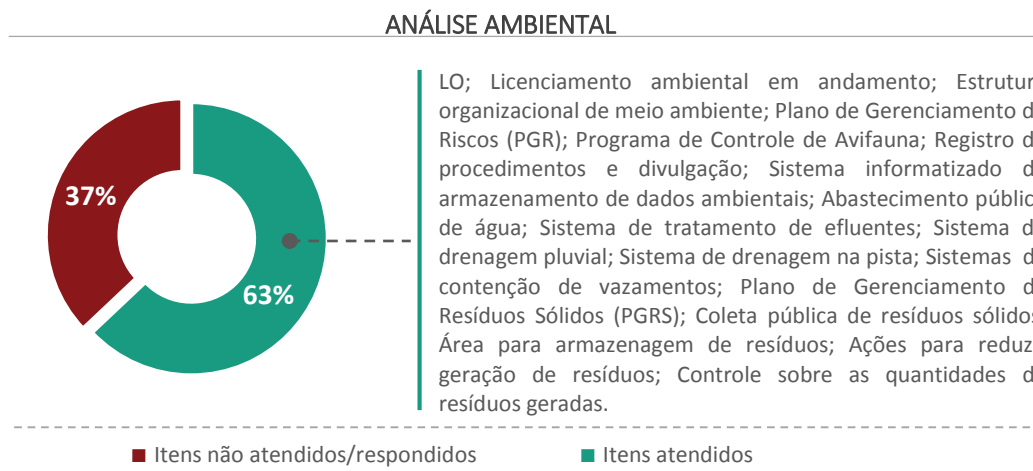 ANÁLISE AMBIENTAL
LO; Licenciamento ambiental em andamento;
organizacional de meio ambiente; Plano de Gerenciamento
Riscos (PGR); Programa de Controle de Avifauna; Registro
procedimentos e divulgação; Sistema informatizado
armazenamento de dados ambientais; Abastecimento
de água; Sistema de tratamento de efluentes; Sistema
drenagem pluvial; Sistema de drenagem na pista; Sistemas
contenção de vazamentos; Plano de Gerenciamento
Resíduos Sólidos (PGRS); Coleta pública de resíduos sólidos
Área para armazenagem de resíduos; Ações para
geração de resíduos; Controle sobre as quantidades
resíduos geradas.
37%
63%
Itens não atendidos/respondidos
Itens atendidos